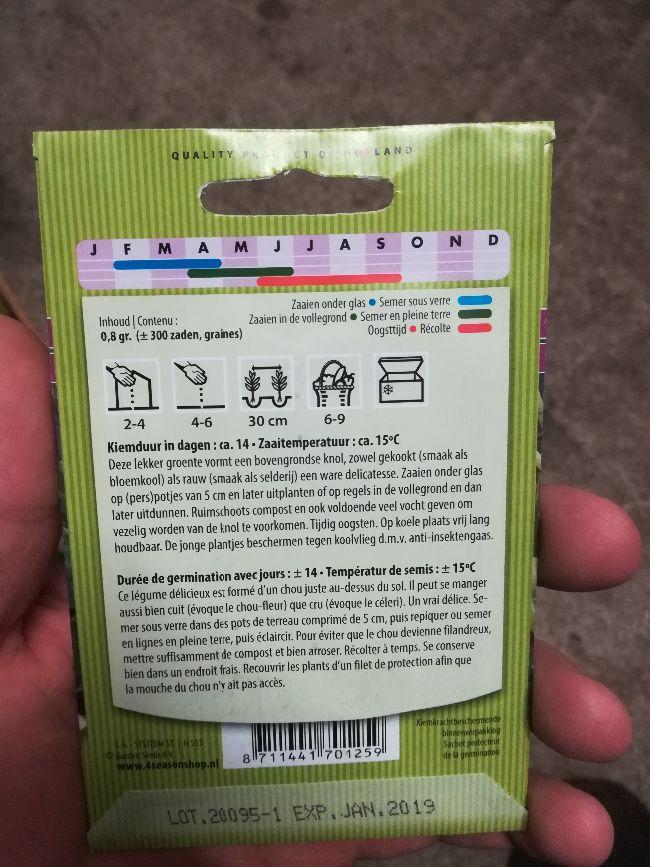 QUALITY PRODUCT OF HOLLAND
J F M A M J J A S O N D
Zaaien onder glas • Semer sous verre
Zaaien in de vollegrond • Semer en pleine terre
Oogsttijd • Récolte
Inhoud | Contenu :
0,8 gr. (± 300 zaden, graines)
2-4 4-6 30 cm 6-9
Kiemduur in dagen : ca. 14 • Zaaitemperatuur : ca. 15ºC
Deze lekker groente vormt een bovengrondse knol, zowel gekookt (smaak als
bloemkool) als rauw (smaak als selderij) een ware delicatesse. Zaaien onder glas
op (pers)potjes van 5 cm en later uitplanten of op regels in de vollegrond en dan
later uitdunnen. Ruimschoots compost en ook voldoende veel vocht geven om
vezelig worden van de knol te voorkomen. Tijdig oogsten. Op koele plaats vrij lang
houdbaar. De jonge plantjes beschermen tegen koolvlieg d.m.v. anti-insektengaas.
Durée de germination avec jours : ± 14 • Températur de semis : ± 15ºC
Ce légume délicieux est formé d'un chou juste au-dessus du sol. Il peut se manger
aussi bien cuit (évoque le chou-fleur) que cru (évoque le céleri). Un vrai délice. Se-
mer sous verre dans des pots de terreau comprimé de 5 cm, puis repiquer ou semer
en lignes en pleine terre, puis éclaircir. Pour éviter que le chou devienne filandreux,
mettre suffisamment de compost et bien arroser. Récolter à temps. Se conserve
bien dans un endroit frais. Recouvrir les plants d'un filet de protection afin que
la mouche du chou n'y ait pas accès.
E.G. - SYSTEEM ST. | H 553
© Garden Seeds B.V.
www.4seasonshop.nl
8 711441 701259
Kiemkrachtbeschermende
binnenverpakking
Sachet protecteur
de la germination
LOT.20095-1 EXP.JAN.2019